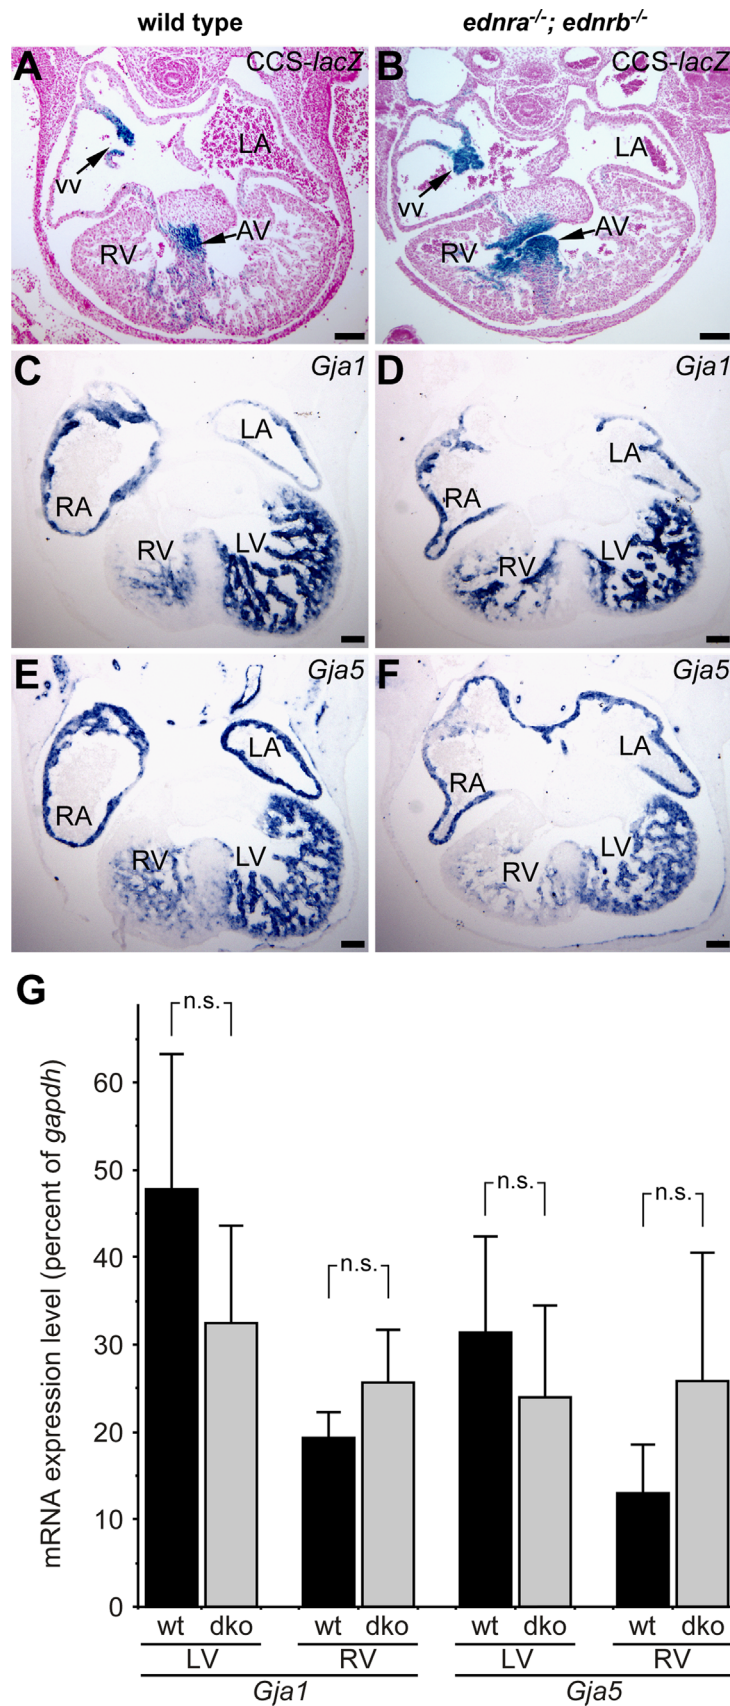 wild type
ednra-/-; ednrb-/-
A
CCS-lacZ
LA
vv
AV
RV
B
CCS-lacZ
LA
vv
AV
RV
C
Gja1
LA
RA
RV
LV
D
Gja1
LA
RA
RV
LV
E
Gja5
LA
RA
RV
LV
F
Gja5
LA
RA
RV
LV
G
mRNA expression level (percent of gapdh)
60
50
40
30
20
10
0
n.s.
n.s.
n.s.
n.s.
wt dko wt dko wt dko wt dko
LV RV LV RV
Gja1 Gja5